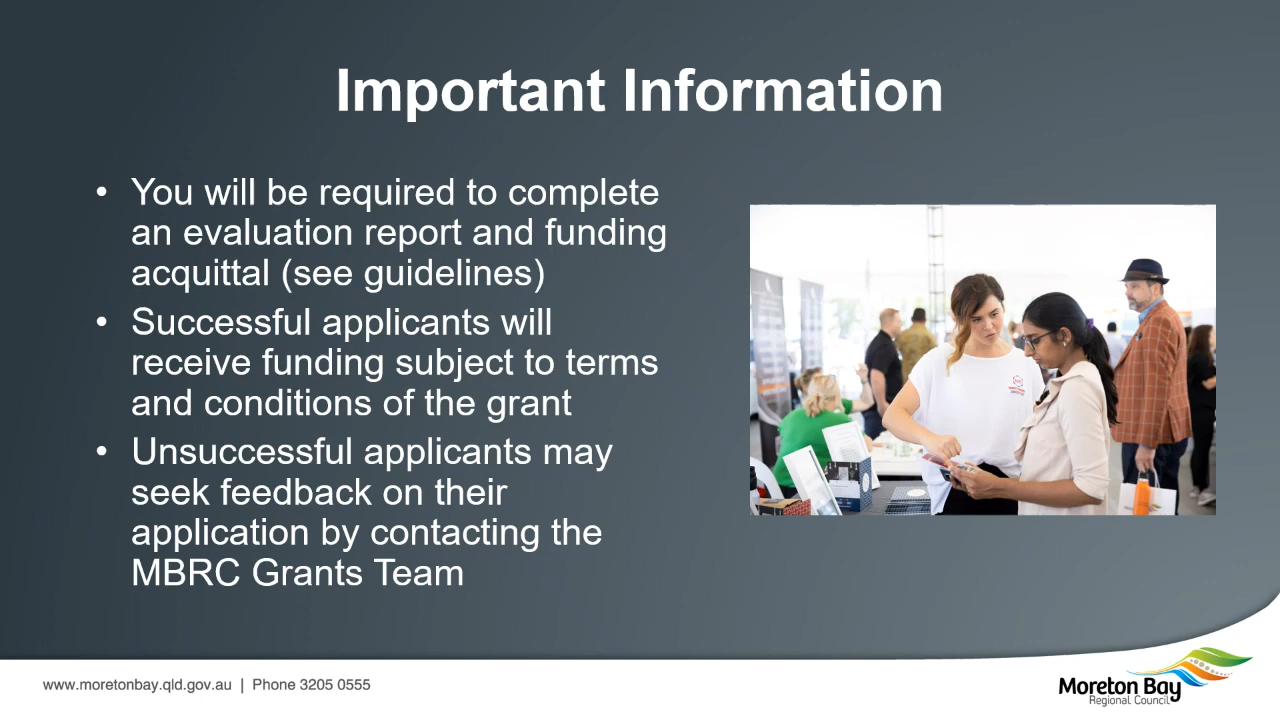 Important Information
• You will be required to complete
an evaluation report and funding
acquittal (see guidelines)
• Successful applicants will
receive funding subject to terms
and conditions of the grant
• Unsuccessful applicants may
seek feedback on their
application by contacting the
MBRC Grants Team
www.moretonbay.qld.gov.au | Phone 3205 0555
Moreton Bay
Regional Council